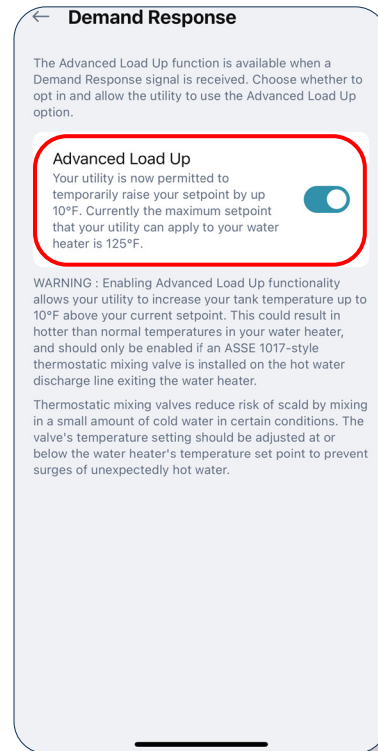 ← Demand Response
The Advanced Load Up function is available when a
Demand Response signal is received. Choose whether to
opt in and allow the utility to use the Advanced Load Up
option.
Advanced Load Up
Your utility is now permitted to
temporarily raise your setpoint by up
10°F. Currently the maximum setpoint
that your utility can apply to your water
heater is 125°F.
WARNING : Enabling Advanced Load Up functionality
allows your utility to increase your tank temperature up to
10°F above your current setpoint. This could result in
hotter than normal temperatures in your water heater,
and should only be enabled if an ASSE 1017-style
thermostatic mixing valve is installed on the hot water
discharge line exiting the water heater.
Thermostatic mixing valves reduce risk of scald by mixing
in a small amount of cold water in certain conditions. The
valve's temperature setting should be adjusted at or
below the water heater's temperature set point to prevent
surges of unexpectedly hot water.